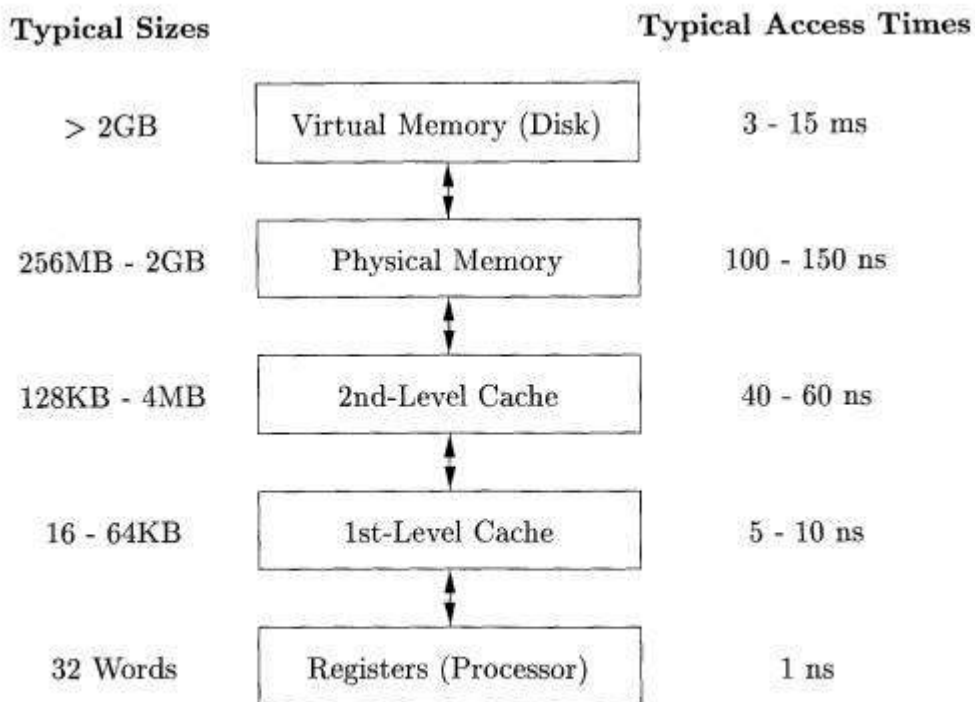 Typical Sizes Typical Access Times
> 2GB Virtual Memory (Disk) 3 - 15 ms
256MB - 2GB Physical Memory 100 - 150 ns
128KB - 4MB 2nd-Level Cache 40 - 60 ns
16 - 64KB 1st-Level Cache 5 - 10 ns
32 Words Registers (Processor) 1 ns